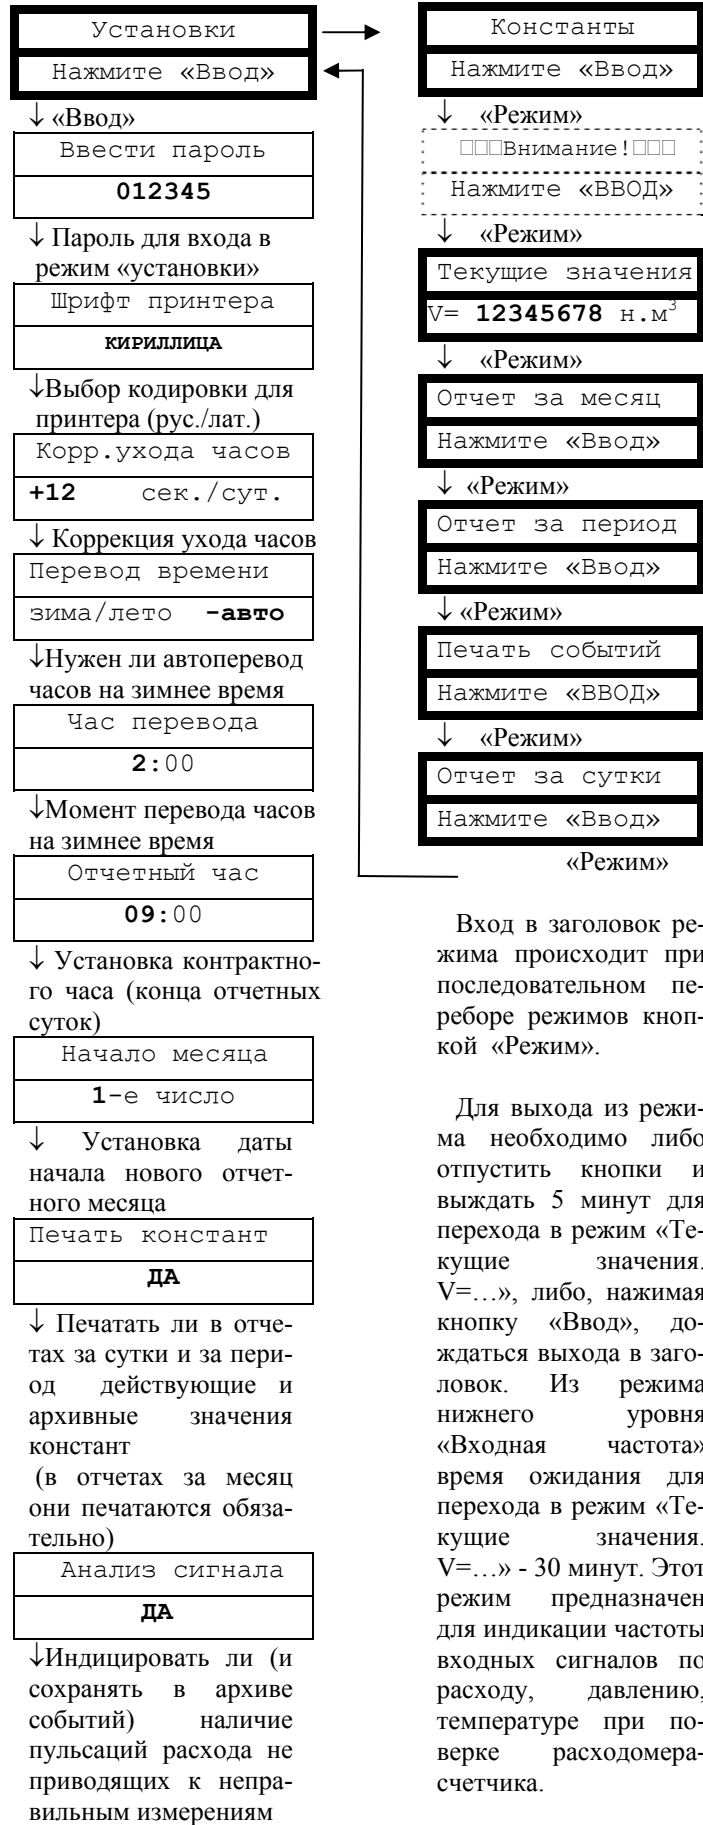 Установки
Нажмите «Ввод»
↓ «Ввод»
Ввести пароль
012345
↓ Пароль для входа в
режим «установки»
Шрифт принтера
КИРИЛЛИЦА
↓Выбор кодировки для
принтера (рус./лат.)
Корр.ухода часов
+12 сек./сут.
↓ Коррекция ухода часов
Перевод времени
зима/лето -авто
↓Нужен ли автоперевод
часов на зимнее время
Час перевода
2:00
↓Момент перевода часов
на зимнее время
Отчетный час
09:00
↓ Установка контрактно-
го часа (конца отчетных
суток)
Начало месяца
1-е число
↓ Установка даты
начала нового отчет-
ного месяца
Печать констант
ДА
↓ Печатать ли в отче-
тах за сутки и за пери-
од действующие и
архивные значения
констант
(в отчетах за месяц
они печатаются обяза-
тельно)
Анализ сигнала
ДА
↓Индицировать ли (и
сохранять в архиве
событий) наличие
пульсаций расхода не
приводящих к непра-
вильным измерениям
Константы
Нажмите «Ввод»
↓ «Режим»
□□□Внимание!□□□
Нажмите «ВВОД»
↓ «Режим»
Текущие значения
V= 12345678 н.м³
↓ «Режим»
Отчет за месяц
Нажмите «Ввод»
↓ «Режим»
Отчет за период
Нажмите «Ввод»
↓ «Режим»
Печать событий
Нажмите «ВВОД»
↓ «Режим»
Отчет за сутки
Нажмите «Ввод»
«Режим»
Вход в заголовок ре-
жима происходит при
последовательном пе-
реборе режимов кноп-
кой «Режим».
Для выхода из режи-
ма необходимо либо
отпустить кнопки и
выждать 5 минут для
перехода в режим «Те-
кущие значения.
V=…», либо, нажимая
кнопку «Ввод», до-
ждаться выхода в заго-
ловок. Из режима
нижнего уровня
«Входная частота»
время ожидания для
перехода в режим «Те-
кущие значения.
V=…» - 30 минут. Этот
режим предназначен
для индикации частоты
входных сигналов по
расходу, давлению,
температуре при по-
верке расходомера-
счетчика.